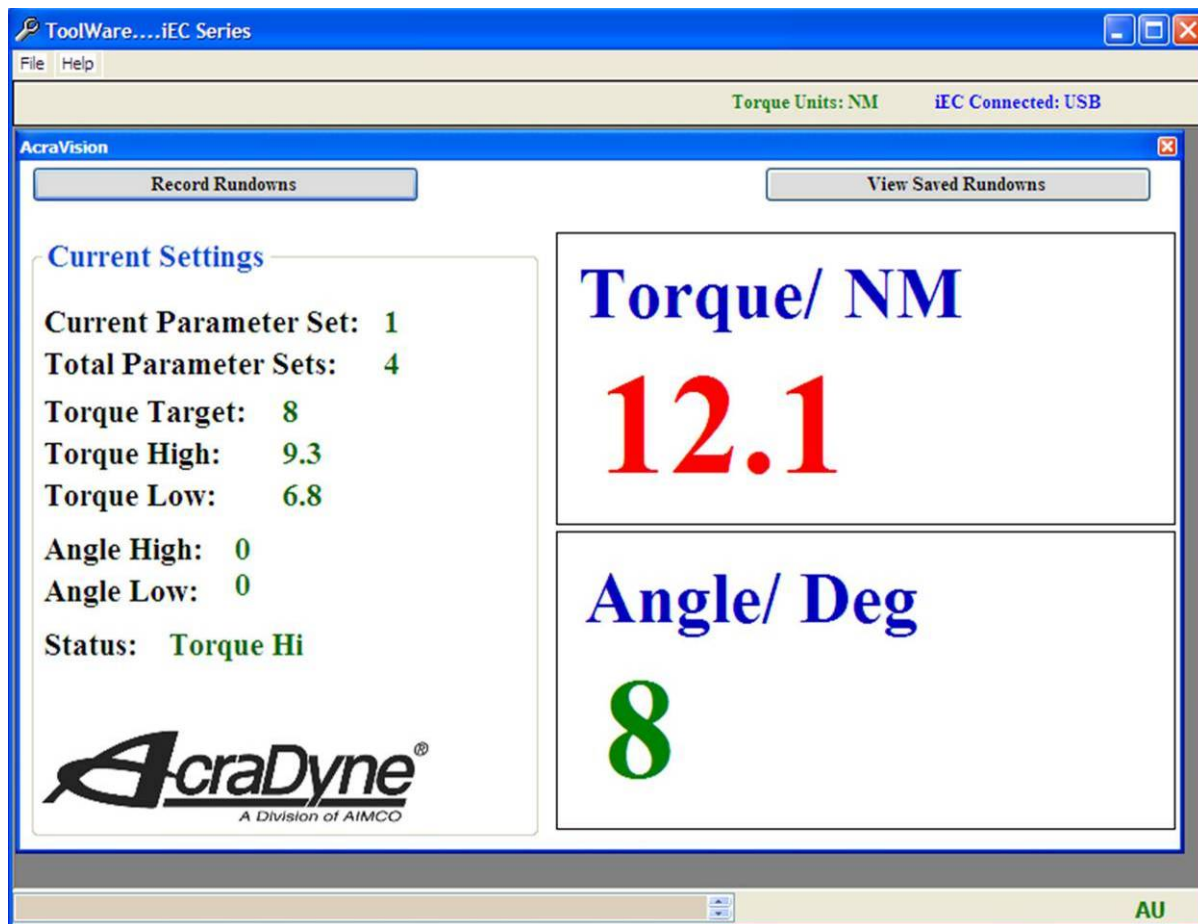 ToolWare....iEC Series
File Help
Torque Units: NM iEC Connected: USB
AcraVision
Record Rundowns View Saved Rundowns
Current Settings
Current Parameter Set: 1
Total Parameter Sets: 4
Torque Target: 8
Torque High: 9.3
Torque Low: 6.8
Angle High: 0
Angle Low: 0
Status: Torque Hi
AcraDyne®
A Division of AIMCO
Torque/ NM
12.1
Angle/ Deg
8
AU